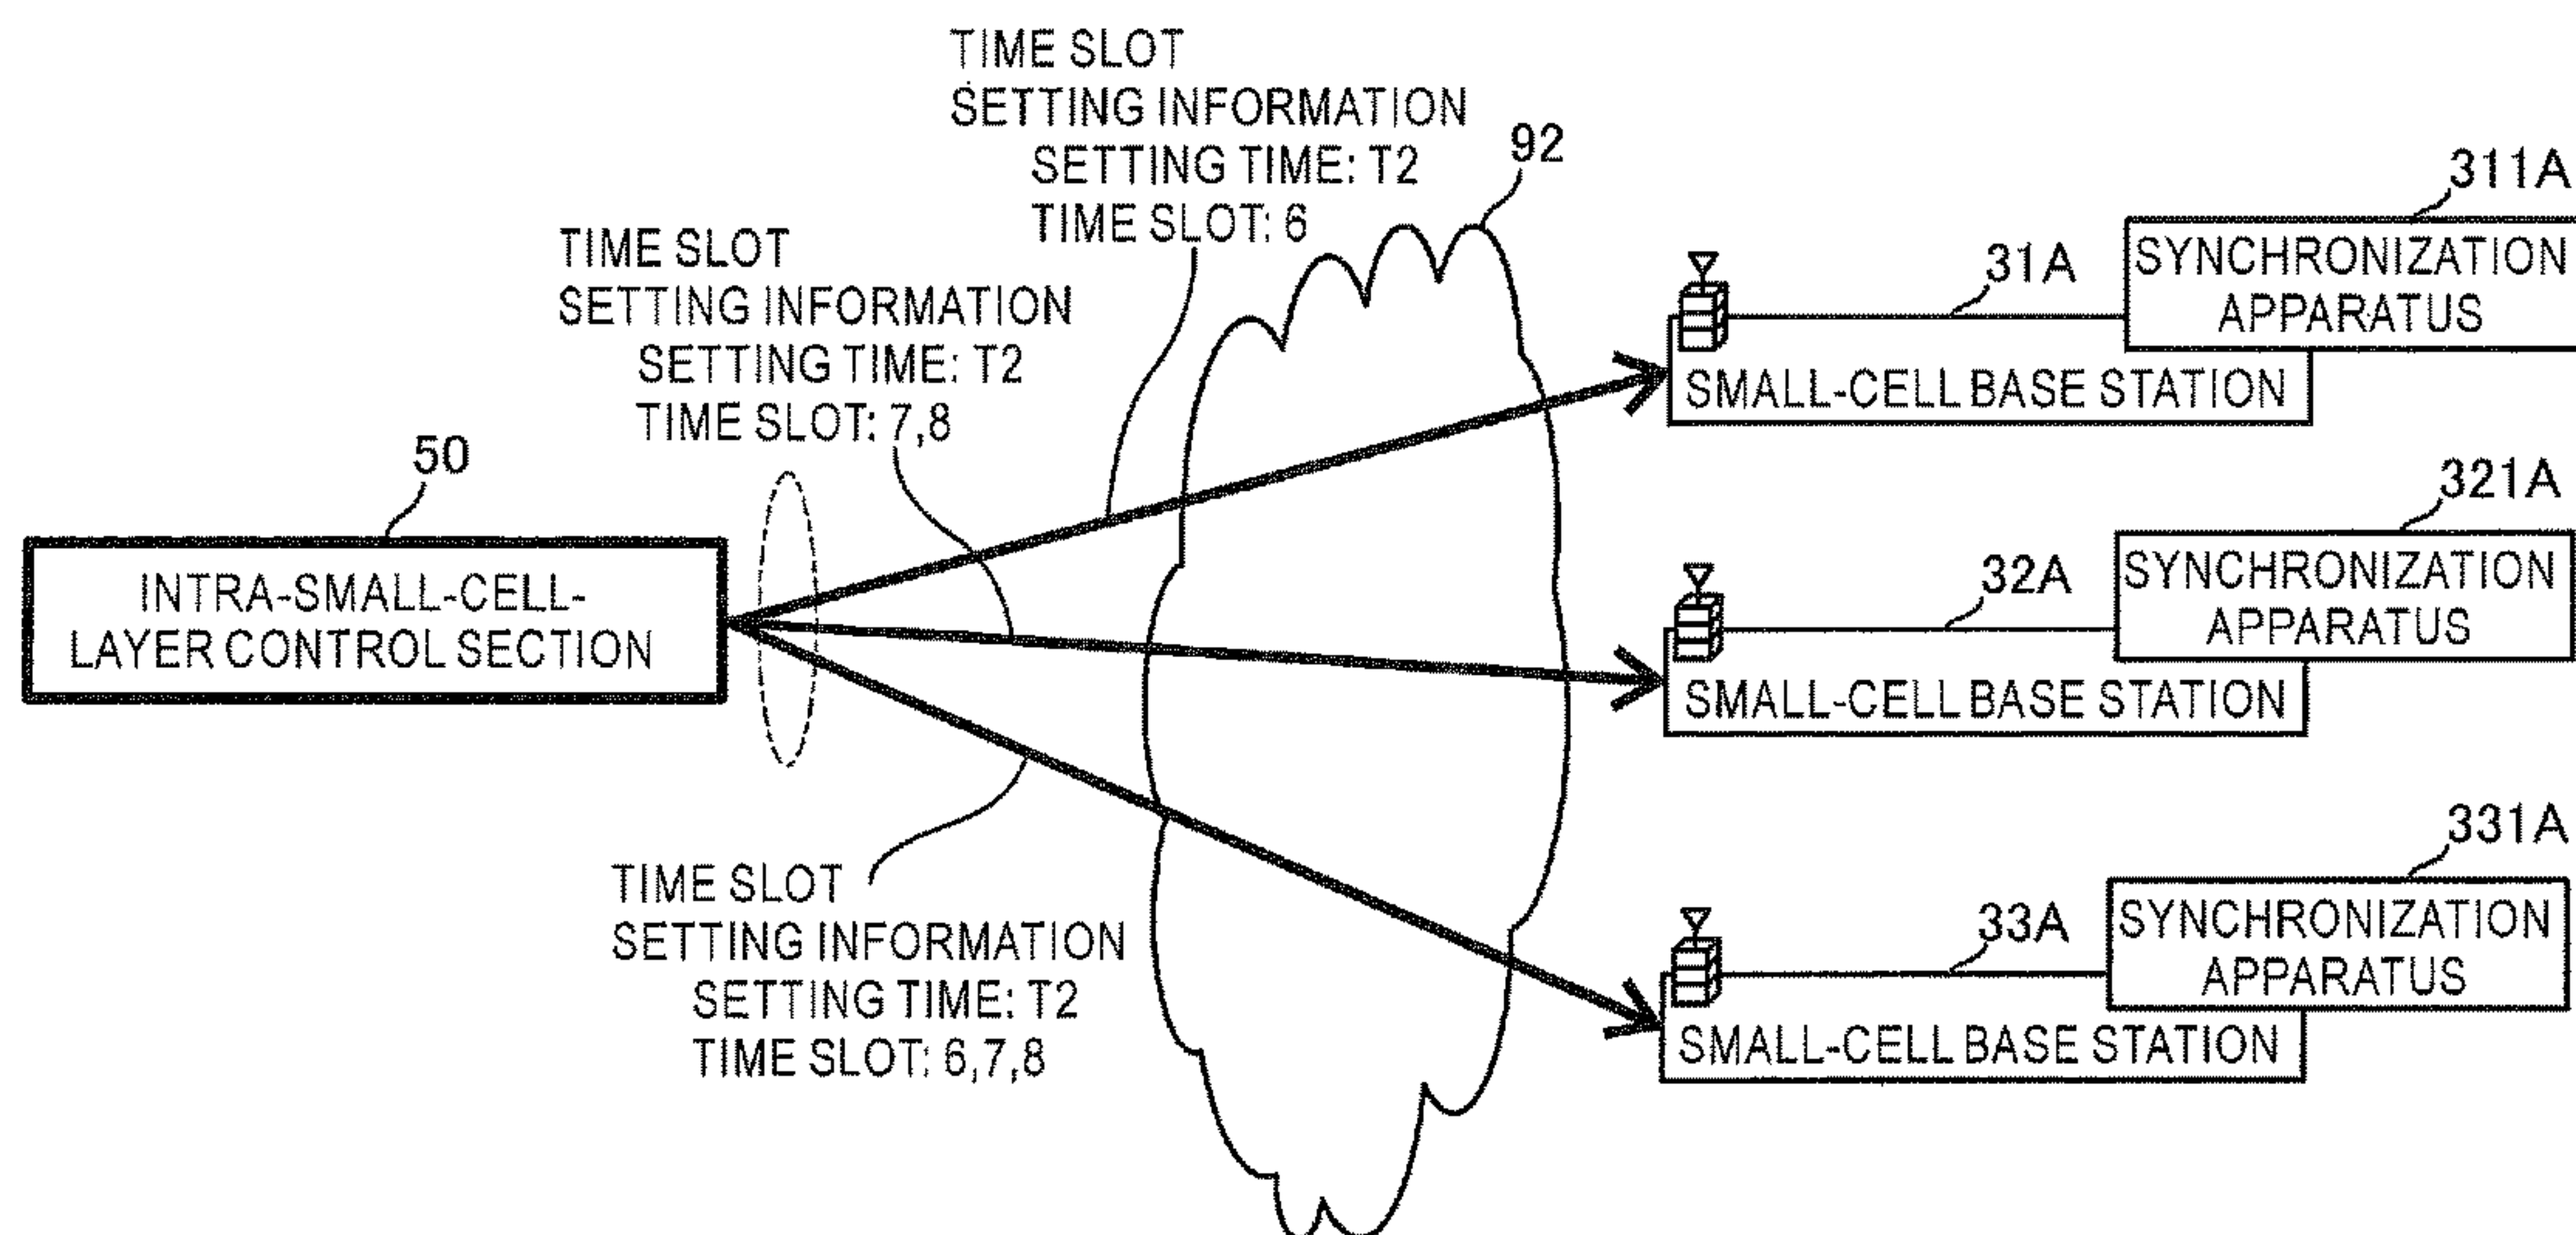 TIME SLOT
SETTING INFORMATION
SETTING TIME: T2
TIME SLOT: 6
92
TIME SLOT
SETTING INFORMATION
SETTING TIME: T2
TIME SLOT: 7,8
50
INTRA-SMALL-CELL-
LAYER CONTROL SECTION
TIME SLOT
SETTING INFORMATION
SETTING TIME: T2
TIME SLOT: 6,7,8
311A
31A
SYNCHRONIZATION
APPARATUS
SMALL-CELL BASE STATION
321A
32A
SYNCHRONIZATION
APPARATUS
SMALL-CELL BASE STATION
331A
33A
SYNCHRONIZATION
APPARATUS
SMALL-CELL BASE STATION